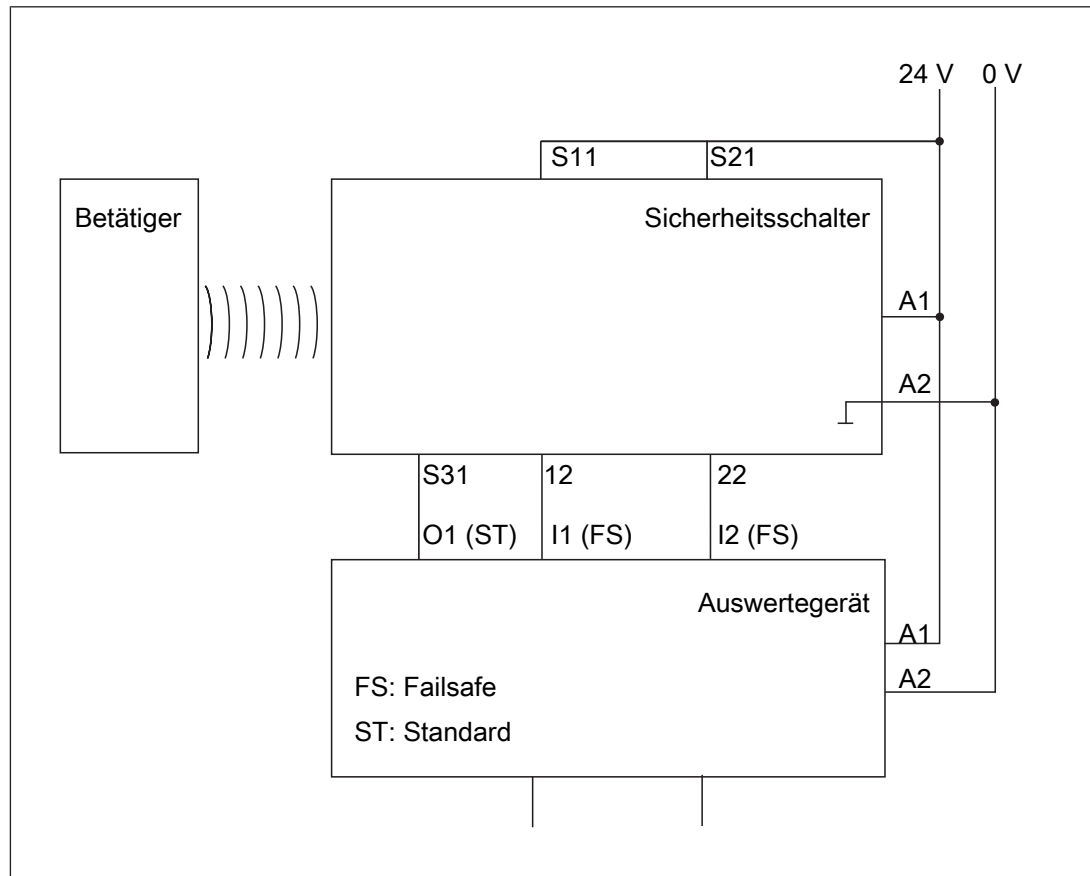 24 V 0 V
S11 S21
Betätiger
Sicherheitsschalter
A1
A2
S31 12 22
O1 (ST) I1 (FS) I2 (FS)
Auswertegerät
A1
A2
FS: Failsafe
ST: Standard